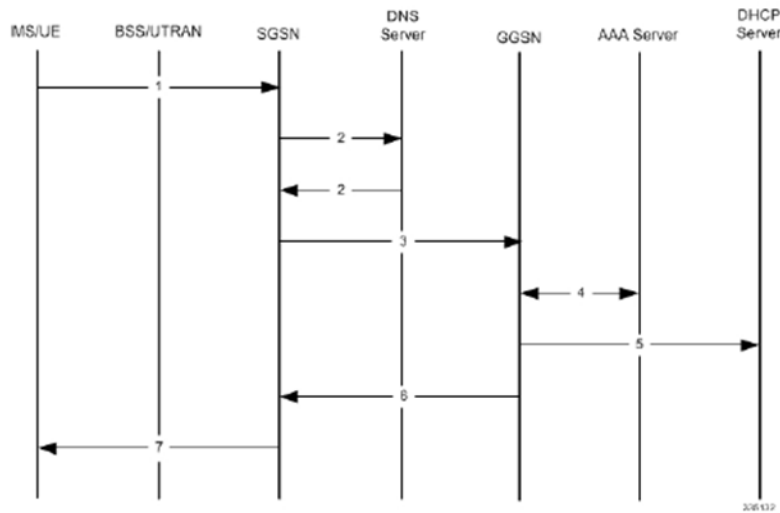 MS/UE
BSS/UTRAN
SGSN
DNS
Server
GGSN
AAA Server
DHCP
Server
1
2
2
3
4
5
6
7